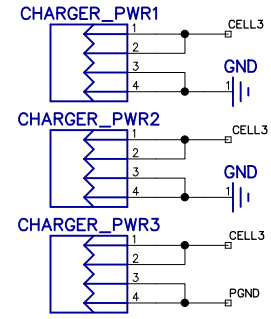 CHARGER_PWR1
1 CELL3
2
3 GND
4 1
CHARGER_PWR2
1 CELL3
2
3 GND
4 1
CHARGER_PWR3
1 CELL3
2
3
4 PGND